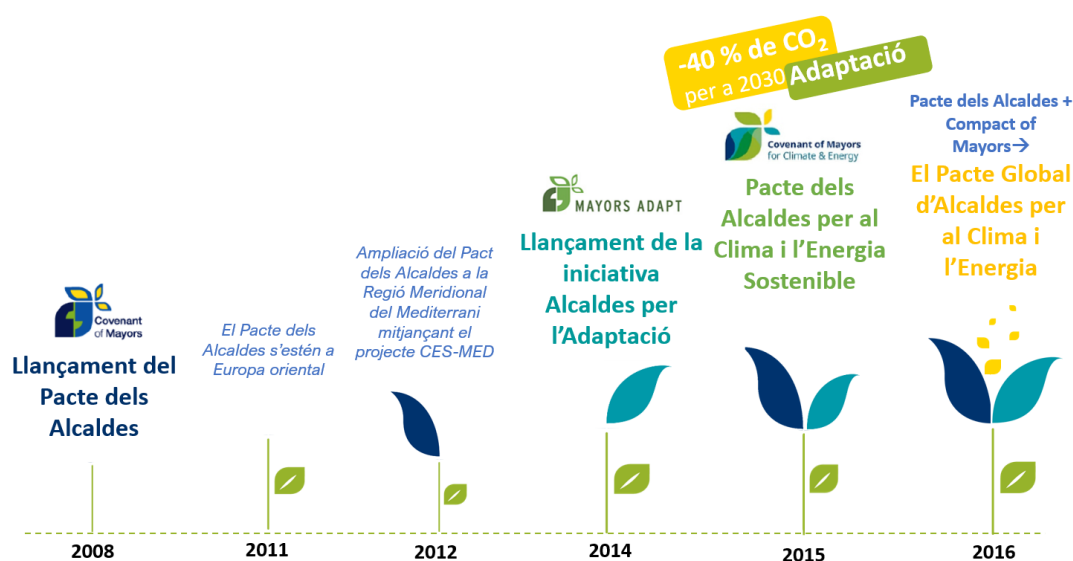 Covenant
of Mayors
Llançament del
Pacte dels
Alcaldes
2008
El Pacte dels
Alcaldes s’estén a
Europa oriental
2011
Ampliació del Pact
dels Alcaldes a la
Regió Meridional
del Mediterrani
mitjançant el
projecte CES-MED
2012
MAYORS ADAPT
Llançament de la
iniciativa
Alcaldes per
l’Adaptació
2014
-40 % de CO2
per a 2030
Adaptació
Covenant of Mayors
for Climate & Energy
Pacte dels
Alcaldes per al
Clima i l’Energia
Sostenible
2015
Pacte dels Alcaldes +
Compact of
Mayors→
El Pacte Global
d’Alcaldes per
al Clima i
l’Energia
2016